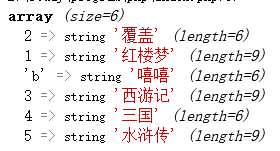 array (size=6)
2 => string '覆盖' (length=6)
1 => string '红楼梦' (length=9)
'b' => string '嘻嘻' (length=6)
3 => string '西游记' (length=9)
4 => string '三国' (length=6)
5 => string '水浒传' (length=9)